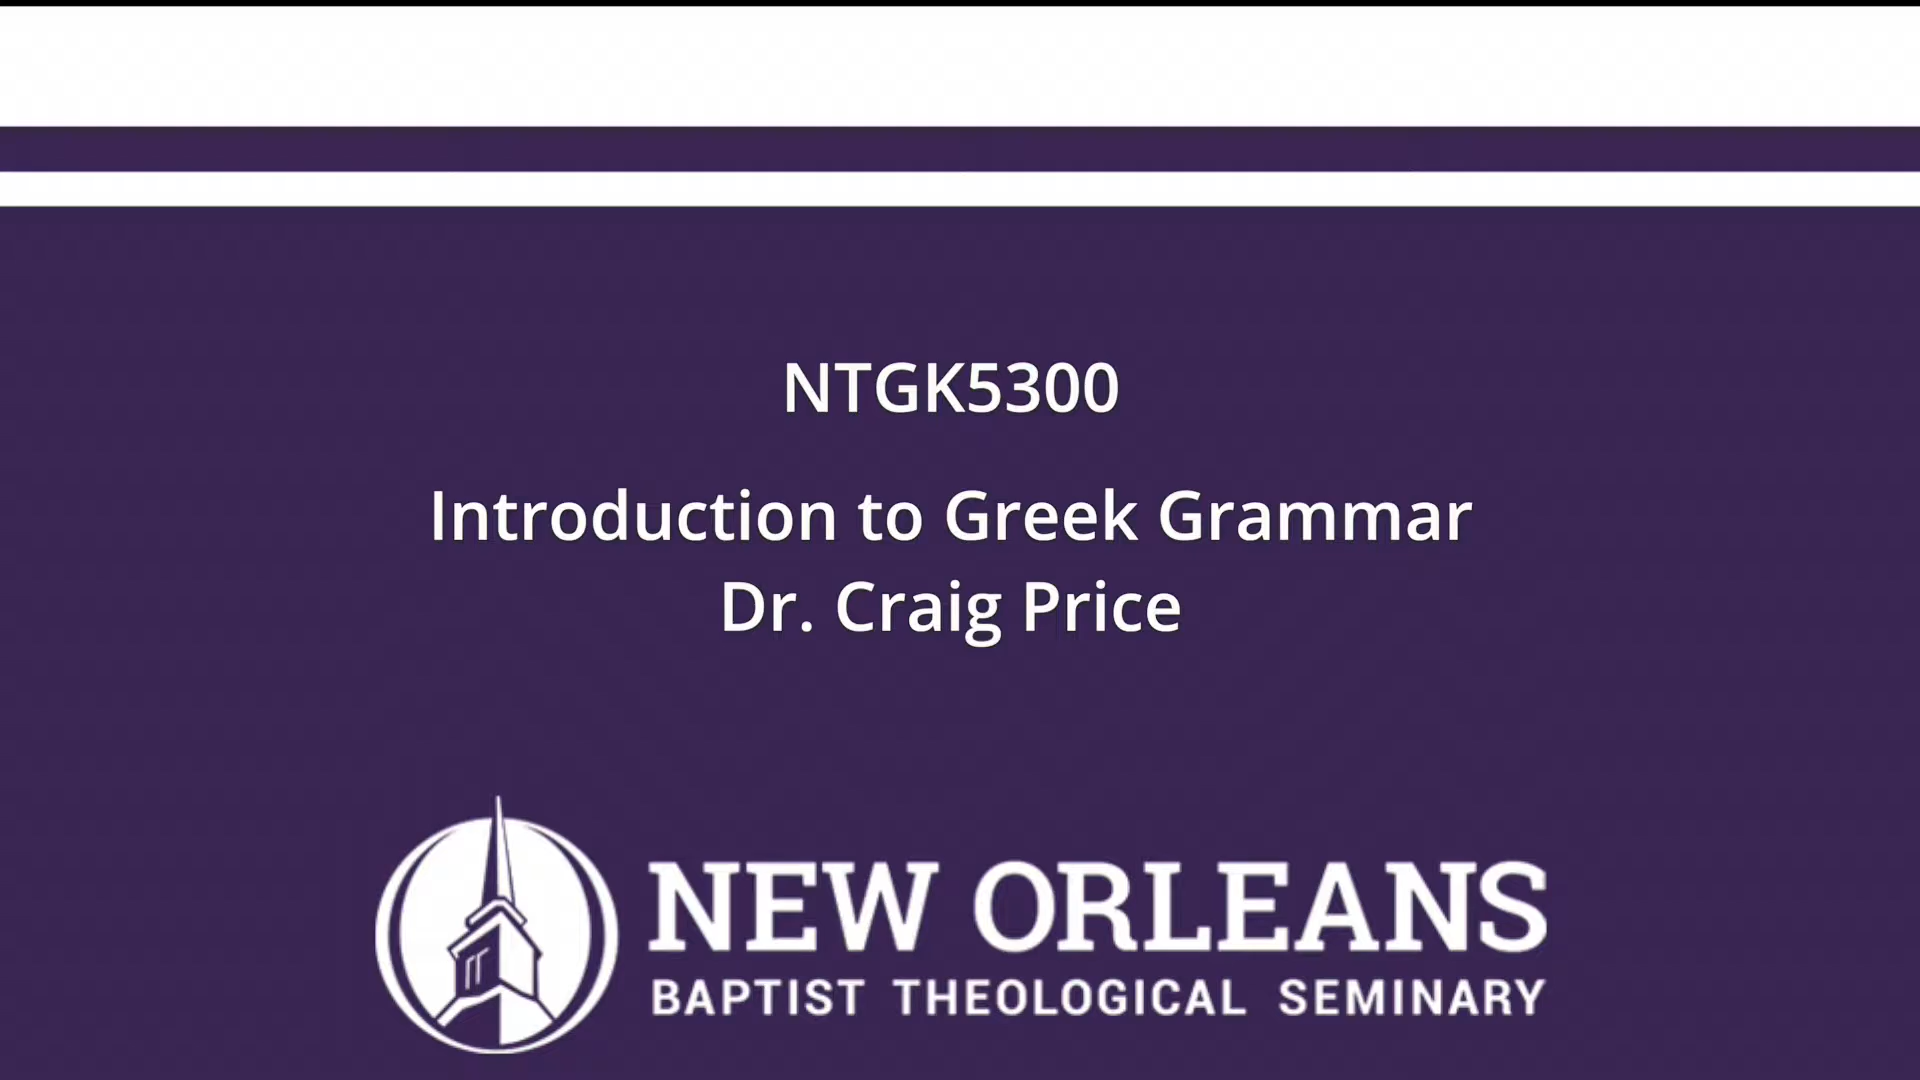 NTGK5300
Introduction to Greek Grammar
Dr. Craig Price
NEW ORLEANS
BAPTIST THEOLOGICAL SEMINARY